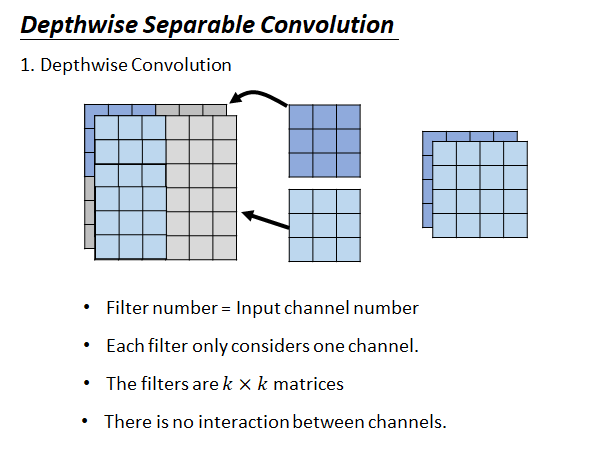 Depthwise Separable Convolution
1. Depthwise Convolution
• Filter number = Input channel number
• Each filter only considers one channel.
• The filters are k × k matrices
• There is no interaction between channels.